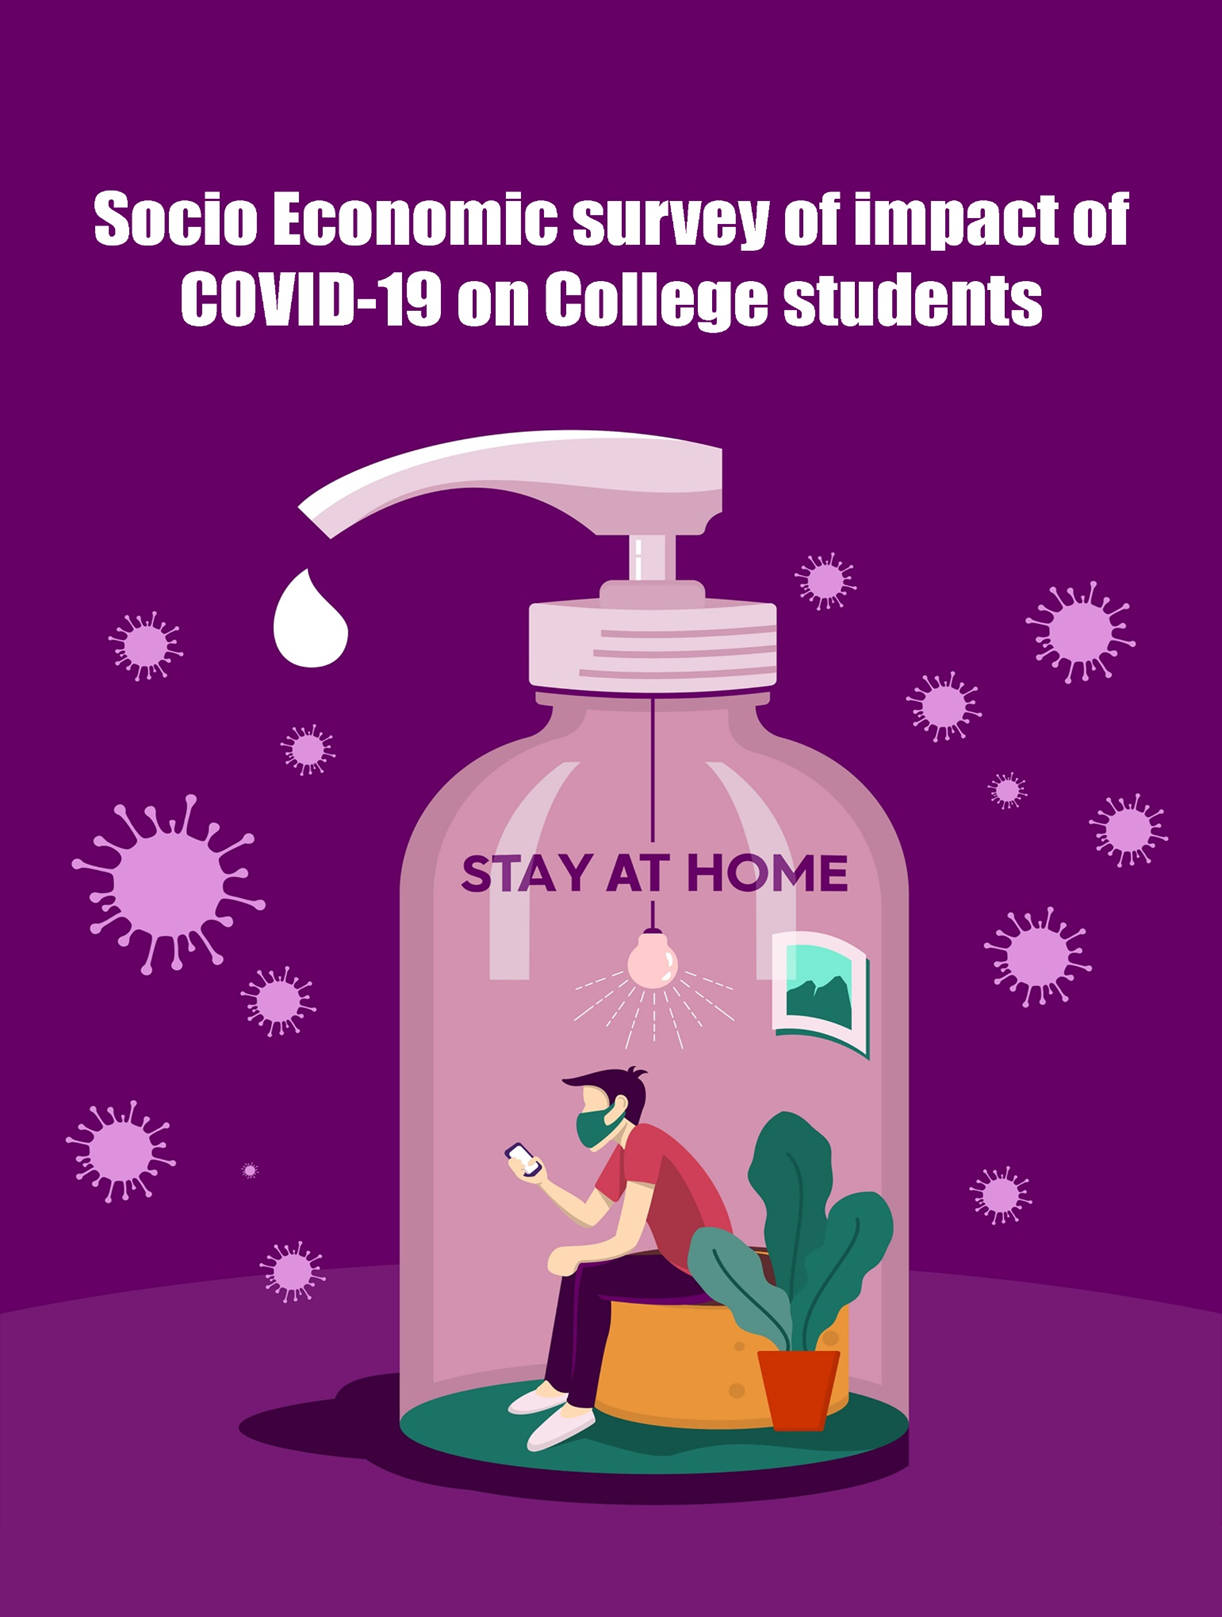 Socio Economic survey of impact of
COVID-19 on College students
STAY AT HOME